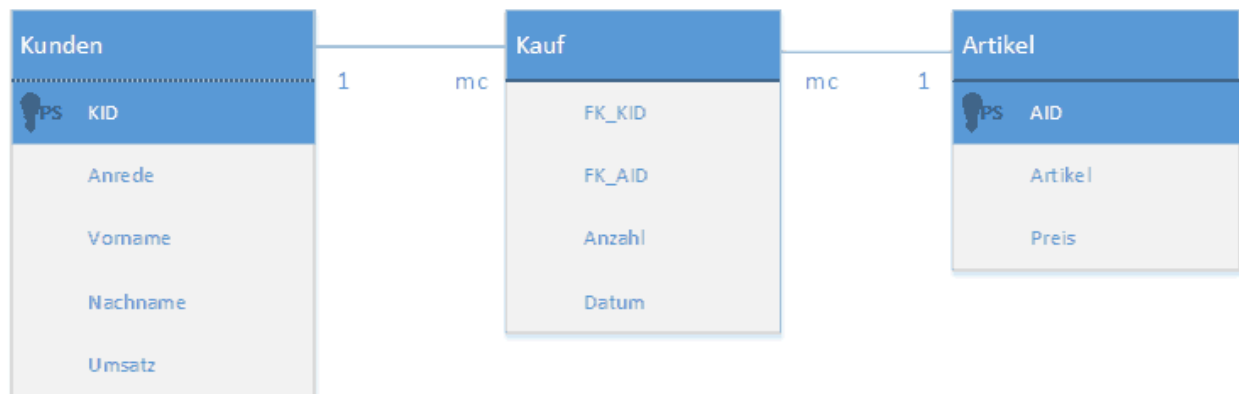 Kunden
1
mc
Kauf
mc
1
Artikel
PS KID
Anrede
Vorname
Nachname
Umsatz
FK_KID
FK_AID
Anzahl
Datum
PS AID
Artikel
Preis